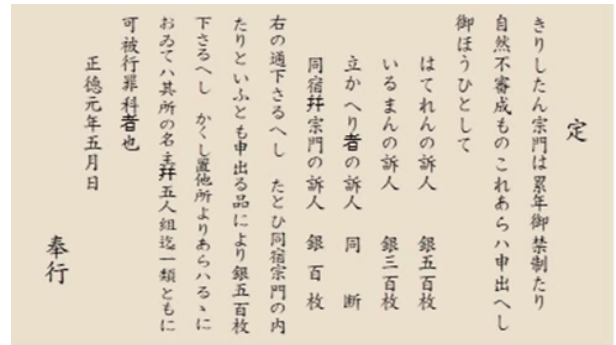 定
きりしたん宗門は累年御禁制たり
自然不審成ものこれあらハ申出へし
御ほうひとして
はてれんの訴人　銀五百枚
いるまんの訴人　銀三百枚
立かへり者の訴人　同　断
同宿幷宗門の訴人　銀百枚
右の通下さるへし　たとひ同宿宗門の内
たりといふとも申出る品により銀五百枚
下さるへし　かくし置他所よりあらハるゝに
おゐてハ其所の名主幷五人組迄一類ともに
可被行罪科者也
正徳元年五月日
奉行